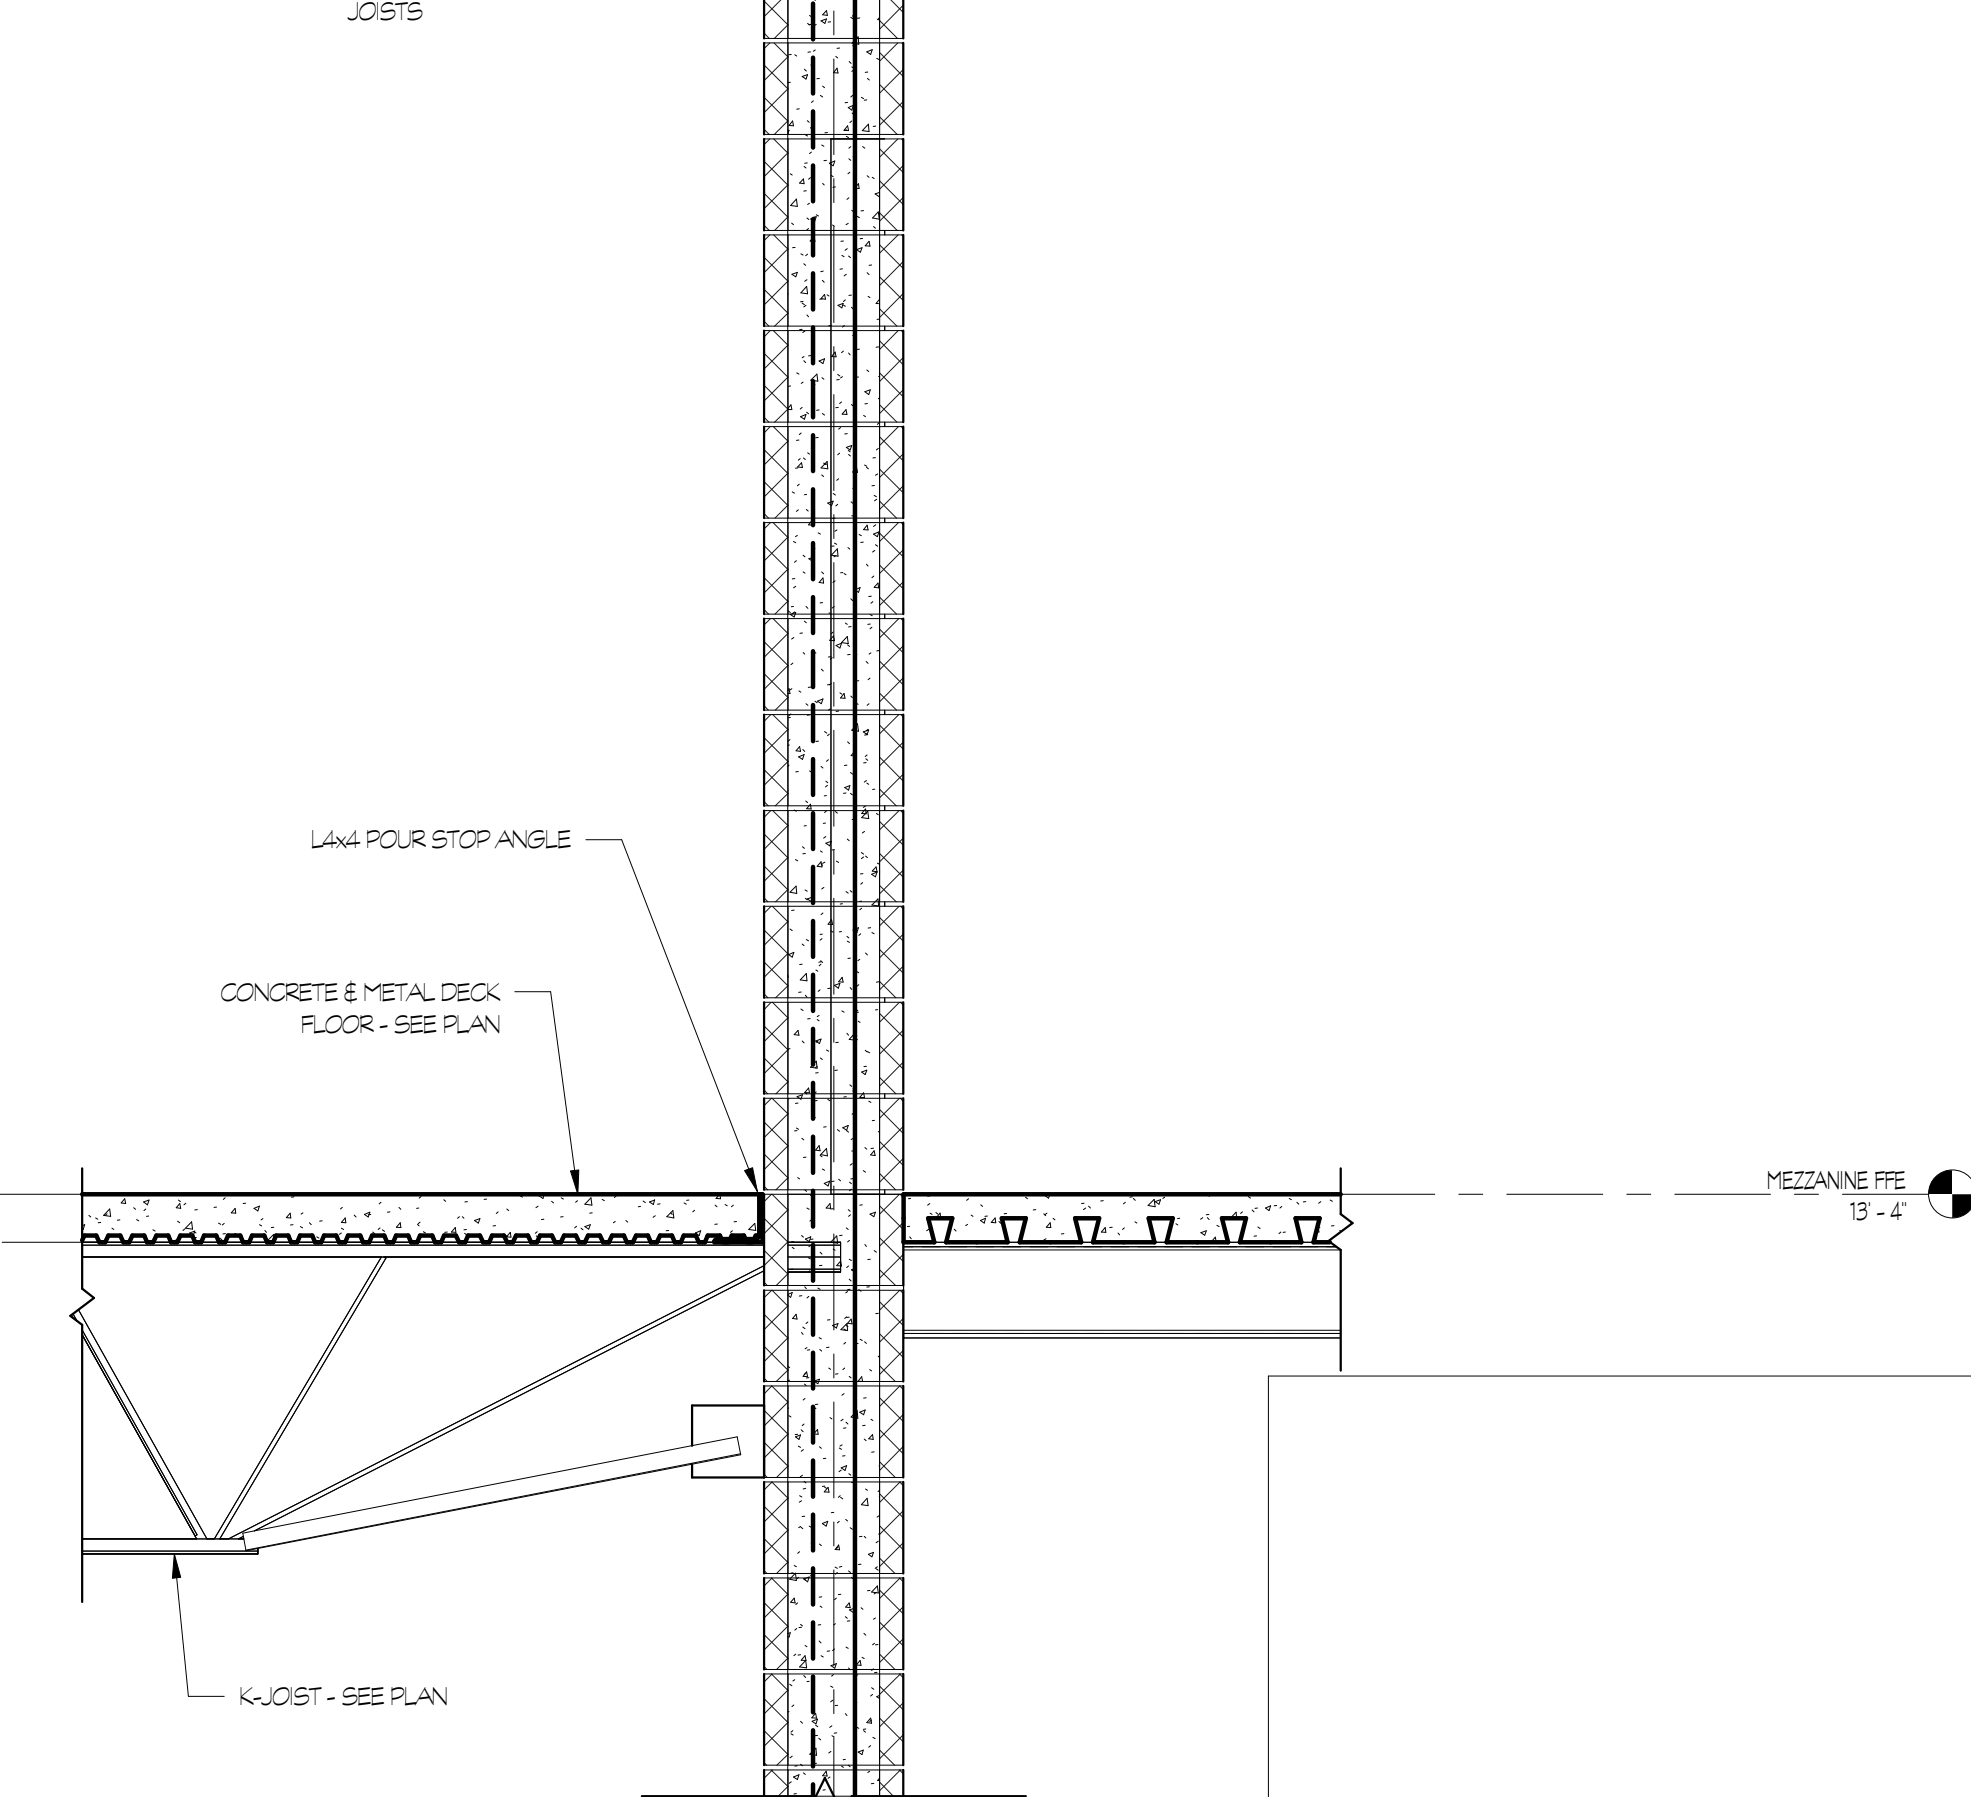 JOISTS
L4x4 POUR STOP ANGLE
CONCRETE & METAL DECK
FLOOR - SEE PLAN
MEZZANINE FFE
13' - 4"
K-JOIST - SEE PLAN